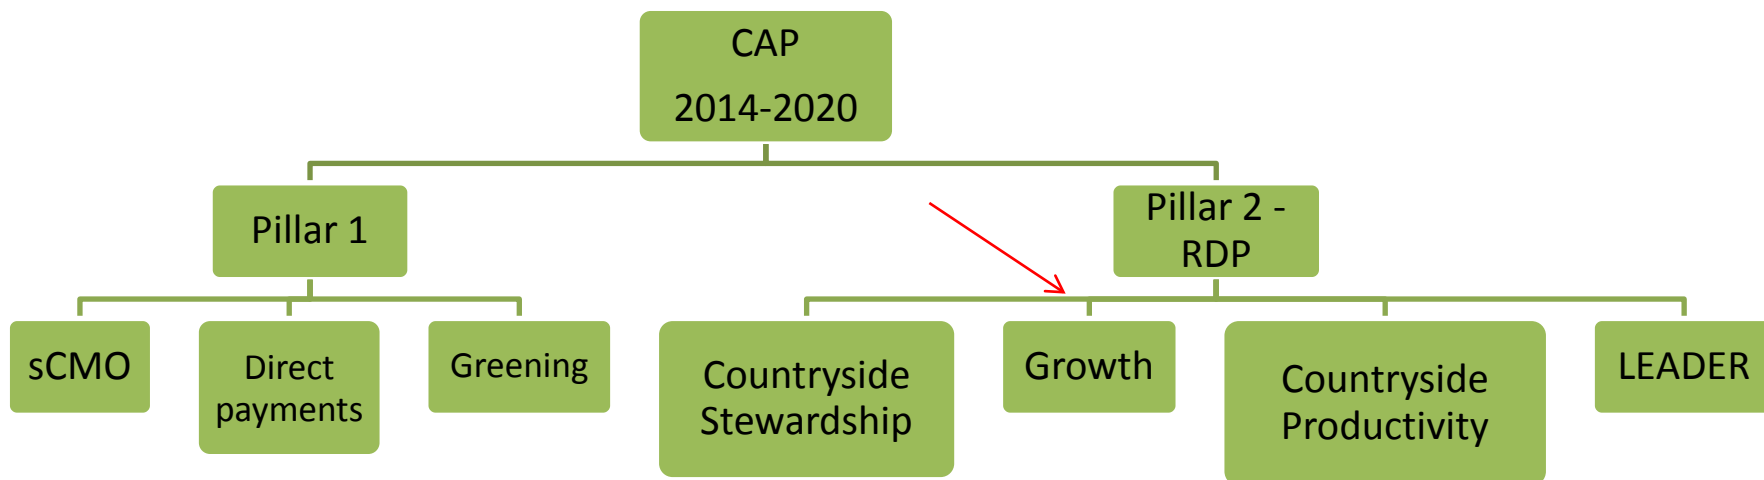 CAP
2014-2020
Pillar 1
Pillar 2 -
RDP
sCMO
Direct
payments
Greening
Countryside
Stewardship
Growth
Countryside
Productivity
LEADER